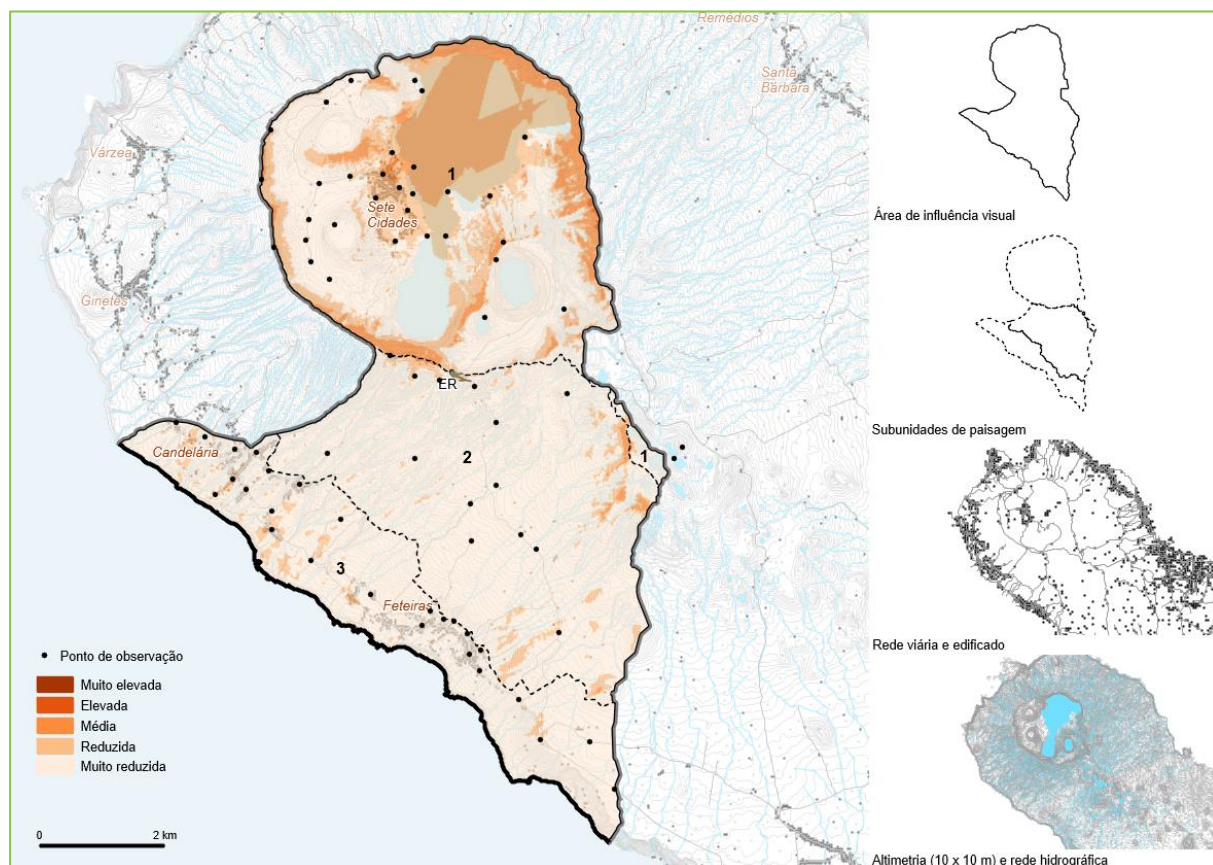 Remédios
Santa
Bárbara
Várzea
1
Sete
Cidades
Ginetes
ER
Candelária
2
1
3
Feteiras
Ponto de observação
Muito elevada
Elevada
Média
Reduzida
Muito reduzida
0 2 km
Área de influência visual
Subunidades de paisagem
Rede viária e edificado
Altimetria (10 x 10 m) e rede hidrográfica